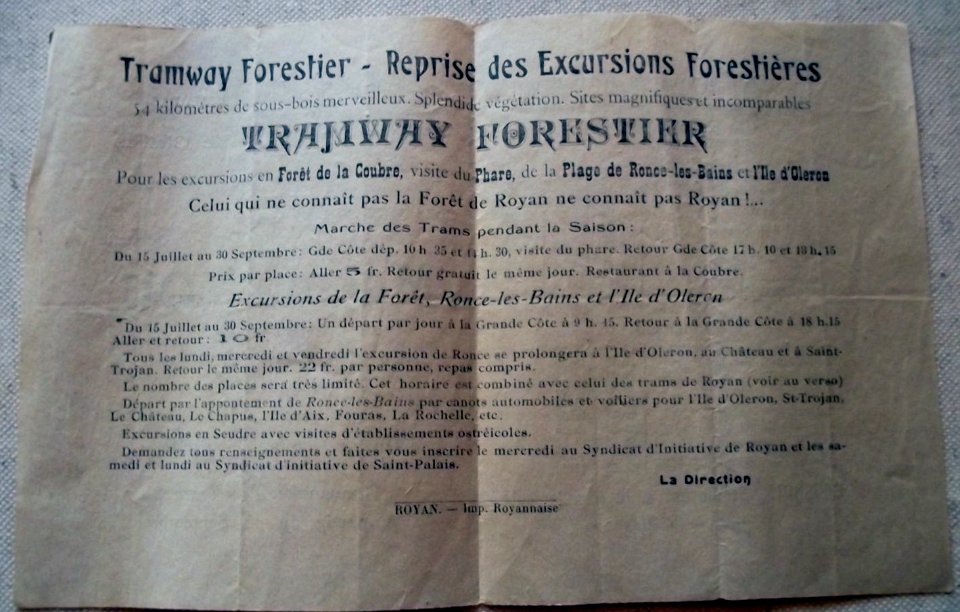 Tramway Forestier - Reprise des Excursions Forestières
54 kilomètres de sous-bois merveilleux. Splendide végétation. Sites magnifiques et incomparables
TRAMWAY FORESTIER
Pour les excursions en Forêt de la Coubre, visite du Phare, de la Plage de Ronce-les-Bains et l'Ile d'Oleron
Celui qui ne connaît pas la Forêt de Royan ne connaît pas Royan !...
Marche des Trams pendant la Saison :
Du 15 Juillet au 30 Septembre : Gde Côte dép. 10 h. 35 et 14 h. 30, visite du phare. Retour Gde Côte 17 h. 10 et 18 h. 15
Prix par place : Aller 5 fr. Retour gratuit le même jour. Restaurant à la Coubre.
Excursions de la Forêt, Ronce-les-Bains et l'Ile d'Oleron
Du 15 Juillet au 30 Septembre : Un départ par jour à la Grande Côte à 9 h. 15. Retour à la Grande Côte à 18 h. 15
Aller et retour : 10 fr
Tous les lundi, mercredi et vendredi l'excursion de Ronce se prolongera à l'Ile d'Oleron, au Château et à Saint-
Trojan. Retour le même jour. 22 fr. par personne, repas compris.
Le nombre des places sera très limité. Cet horaire est combiné avec celui des trams de Royan (voir au verso)
Départ par l'appontement de Ronce-les-Bains par canots automobiles et voiliers pour l'Ile d'Oleron, St-Trojan,
Le Château, Le Chapus, l'Ile d'Aix, Fouras, La Rochelle, etc.
Excursions en Seudre avec visites d'établissements ostréicoles.
Demandez tous renseignements et faites vous inscrire le mercredi au Syndicat d'Initiative de Royan et les sa-
medi et lundi au Syndicat d'initiative de Saint-Palais.
La Direction
ROYAN. — Imp. Royannaise